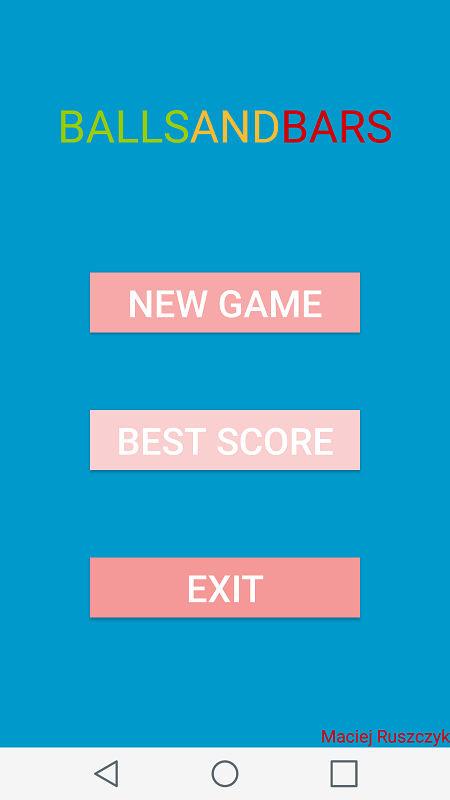 BALLSANDBARS
NEW GAME
BEST SCORE
EXIT
Maciej Ruszczyk